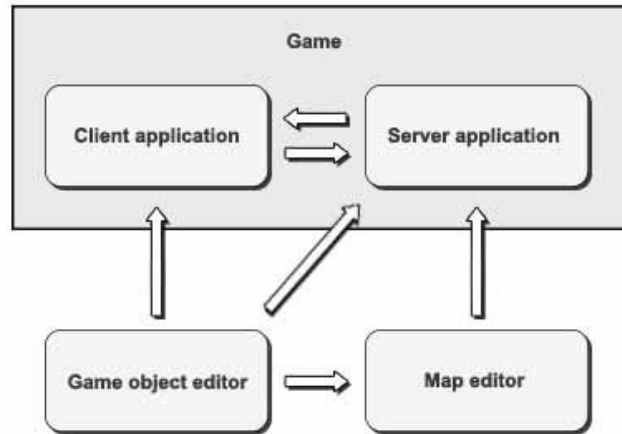 Game
Client application
Server application
Game object editor
Map editor